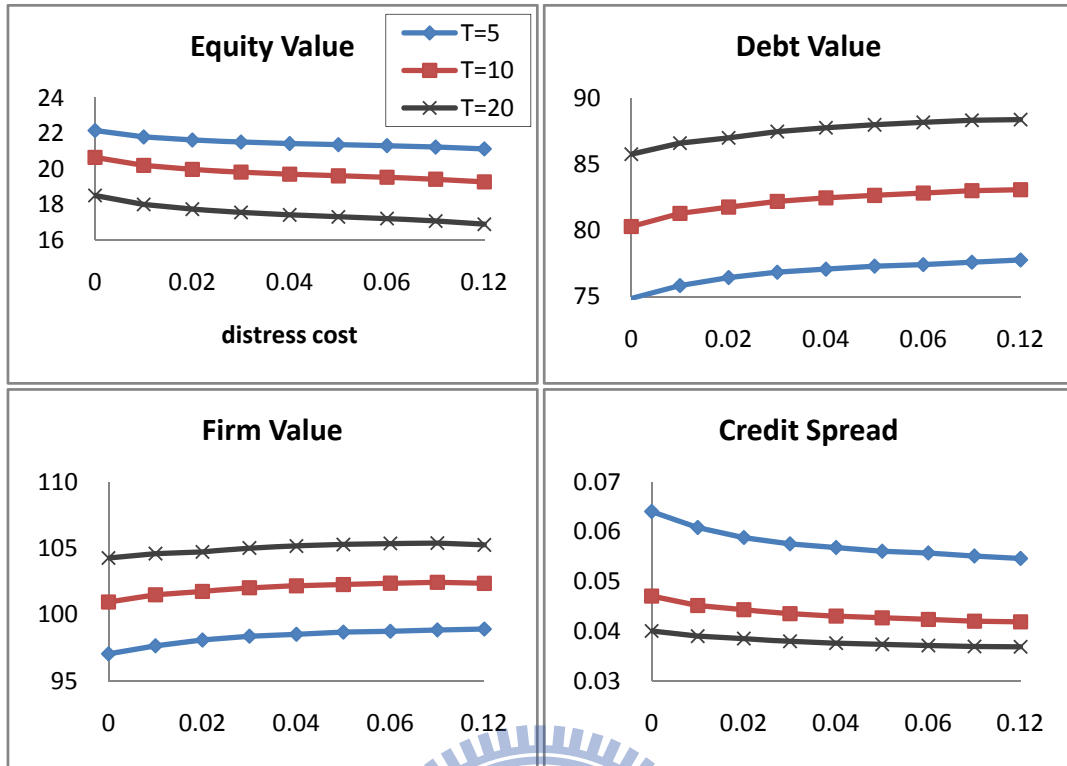 Equity Value
T=5
T=10
T=20
24
22
20
18
16
0 0.02 0.04 0.06 0.12
distress cost
Debt Value
90
85
80
75
0 0.02 0.04 0.06 0.12
Firm Value
110
105
100
95
0 0.02 0.04 0.06 0.12
Credit Spread
0.07
0.06
0.05
0.04
0.03
0 0.02 0.04 0.06 0.12